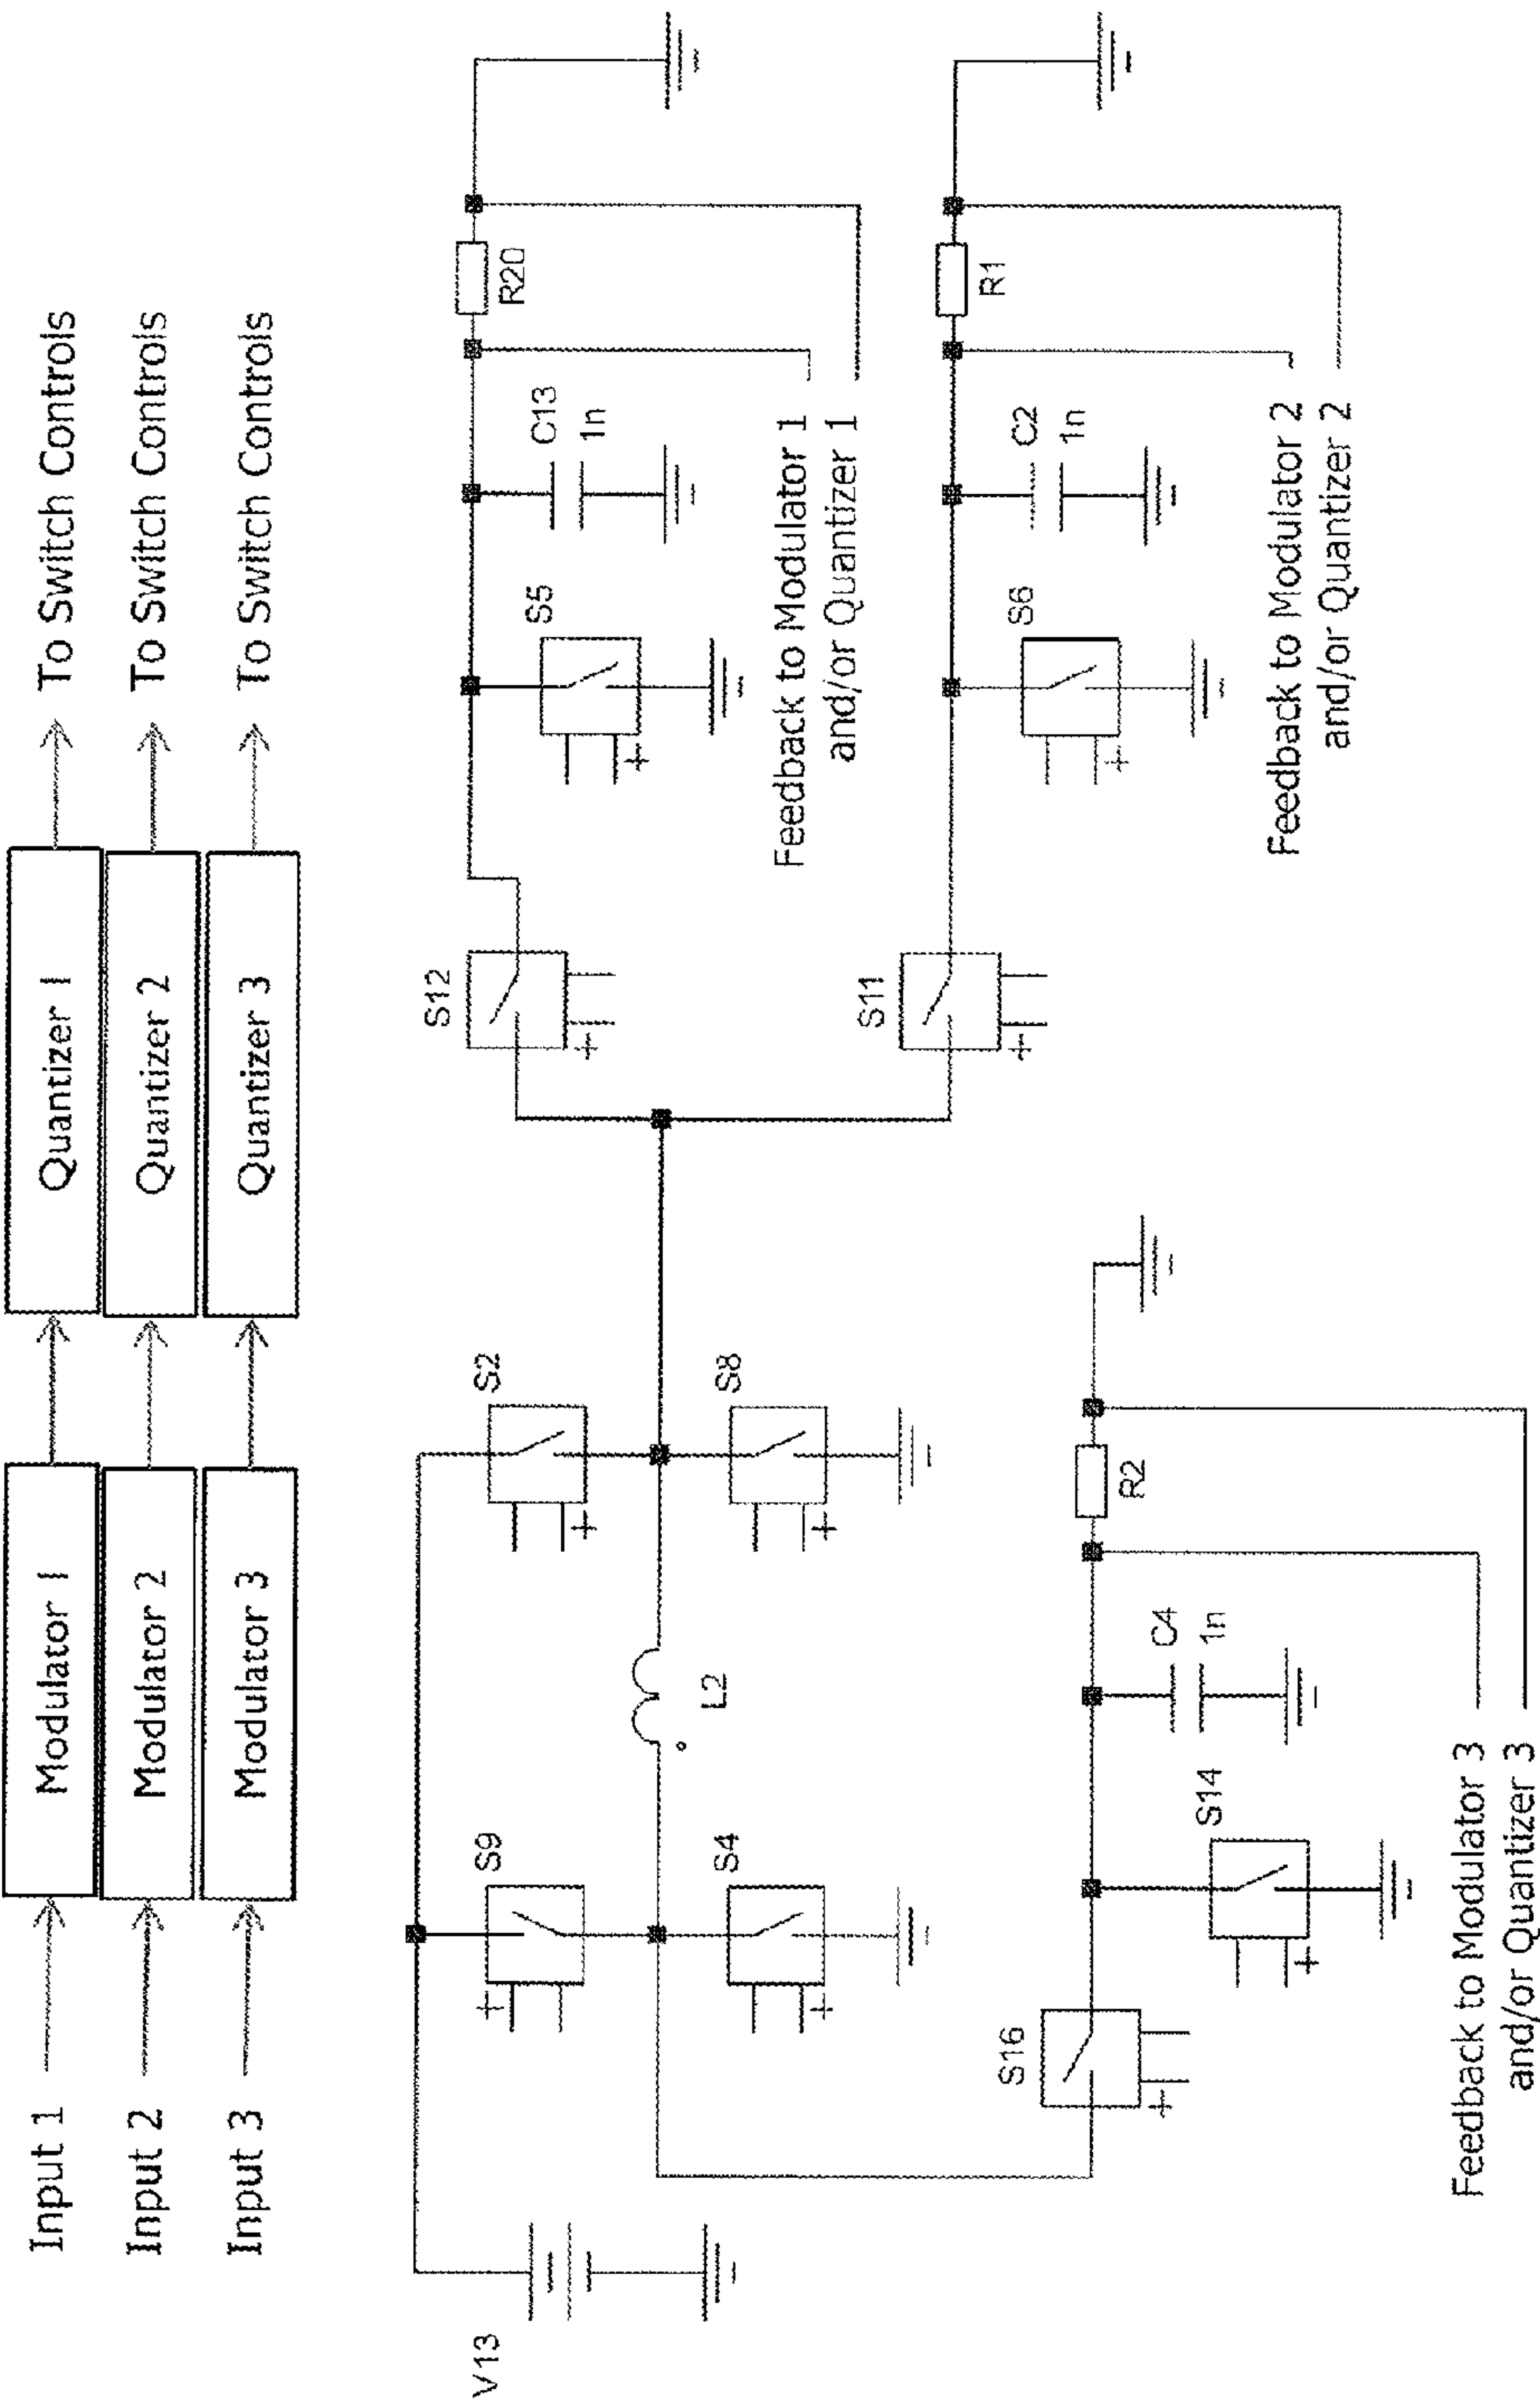 Input 1
Modulator 1
Quantizer 1
To Switch Controls
Input 2
Modulator 2
Quantizer 2
To Switch Controls
Input 3
Modulator 3
Quantizer 3
To Switch Controls
V13
S9
S2
S12
S5
C13
1n
R20
S4
L2
S8
Feedback to Modulator 1
and/or Quantizer 1
S11
S6
C2
1n
R1
Feedback to Modulator 2
and/or Quantizer 2
S16
S14
C4
1n
R2
Feedback to Modulator 3
and/or Quantizer 3